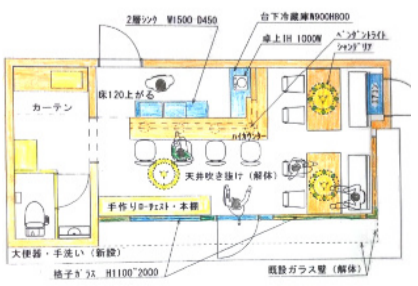 2層シンク W1500 D450
台下冷蔵庫W900H800
卓上IH 1000W
ペンダントライト
シャンデリア
カーテン
床120上がる
ハイカウンター
天井吹き抜け（解体）
手作りローチェスト・本棚
大便器・手洗い（新設）
格子ガラス H1100~2000
既設ガラス壁（解体）